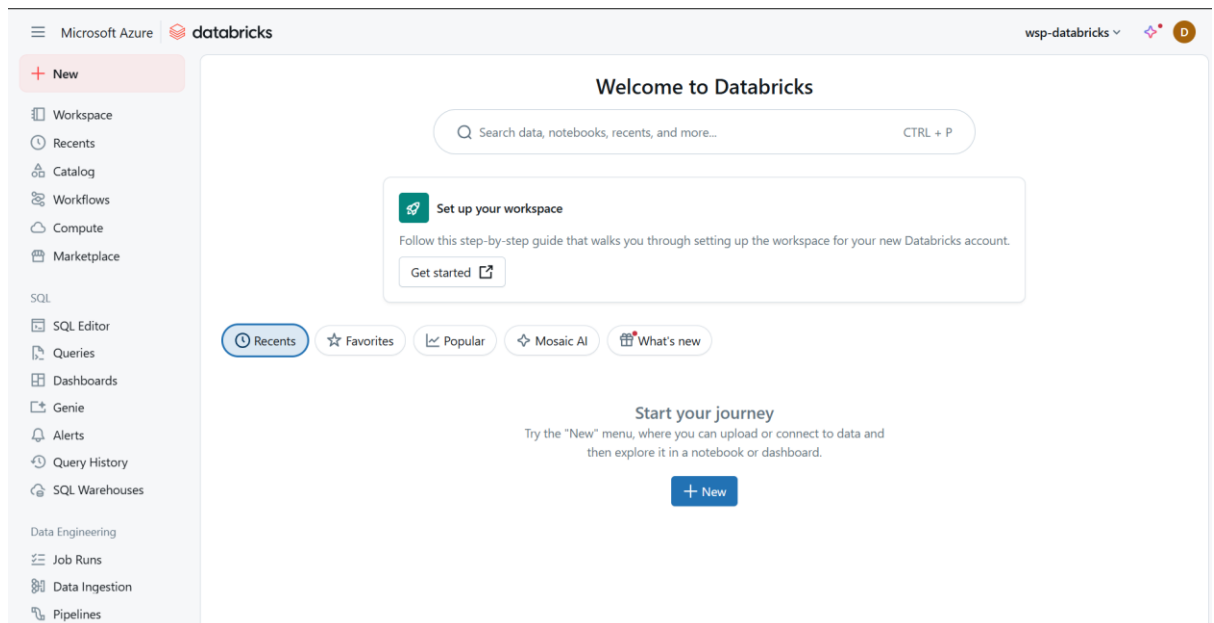 Microsoft Azure databricks
wsp-databricks
D
New
Workspace
Recents
Catalog
Workflows
Compute
Marketplace
SQL
SQL Editor
Queries
Dashboards
Genie
Alerts
Query History
SQL Warehouses
Data Engineering
Job Runs
Data Ingestion
Pipelines
Welcome to Databricks
Search data, notebooks, recents, and more... CTRL + P
Set up your workspace
Follow this step-by-step guide that walks you through setting up the workspace for your new Databricks account.
Get started
Recents Favorites Popular Mosaic AI What's new
Start your journey
Try the "New" menu, where you can upload or connect to data and
then explore it in a notebook or dashboard.
New